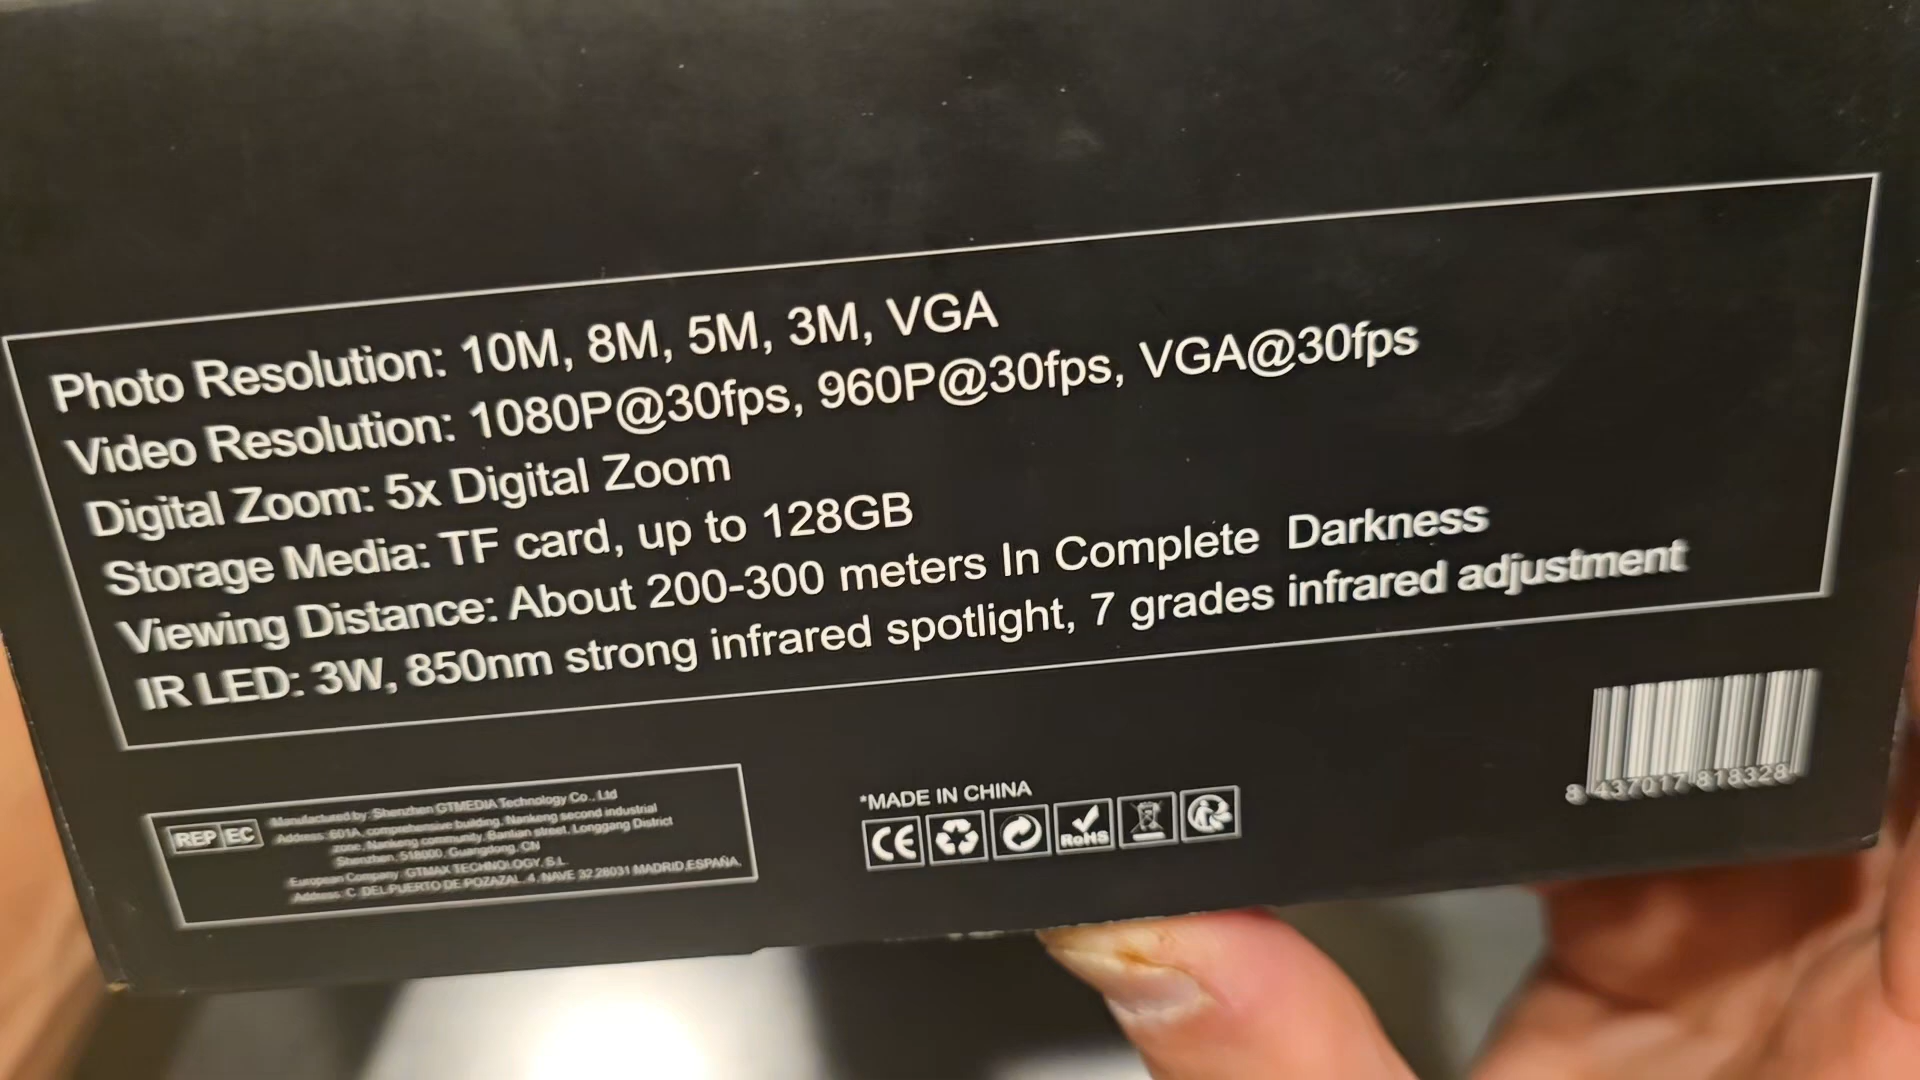 Photo Resolution: 10M, 8M, 5M, 3M, VGA
Video Resolution: 1080P@30fps, 960P@30fps, VGA@30fps
Digital Zoom: 5x Digital Zoom
Storage Media: TF card, up to 128GB
Viewing Distance: About 200-300 meters In Complete Darkness
IR LED: 3W, 850nm strong infrared spotlight, 7 grades infrared adjustment
REP EC
Manufactured by: Shenzhen GTMEDIA Technology Co., Ltd
Address: 601A, comprehensive building, Nankeng second industrial
zone, Nankeng community, Bantian street, Longgang District
Shenzhen, 518000, Guangdong, CN
European Company: GTMAX TECHNOLOGY, S.L.
Address: C. DEL PUERTO DE POZAZAL, 4, NAVE 32 28031 MADRID,ESPAÑA.
*MADE IN CHINA
CE
RoHS
8 437017 818328